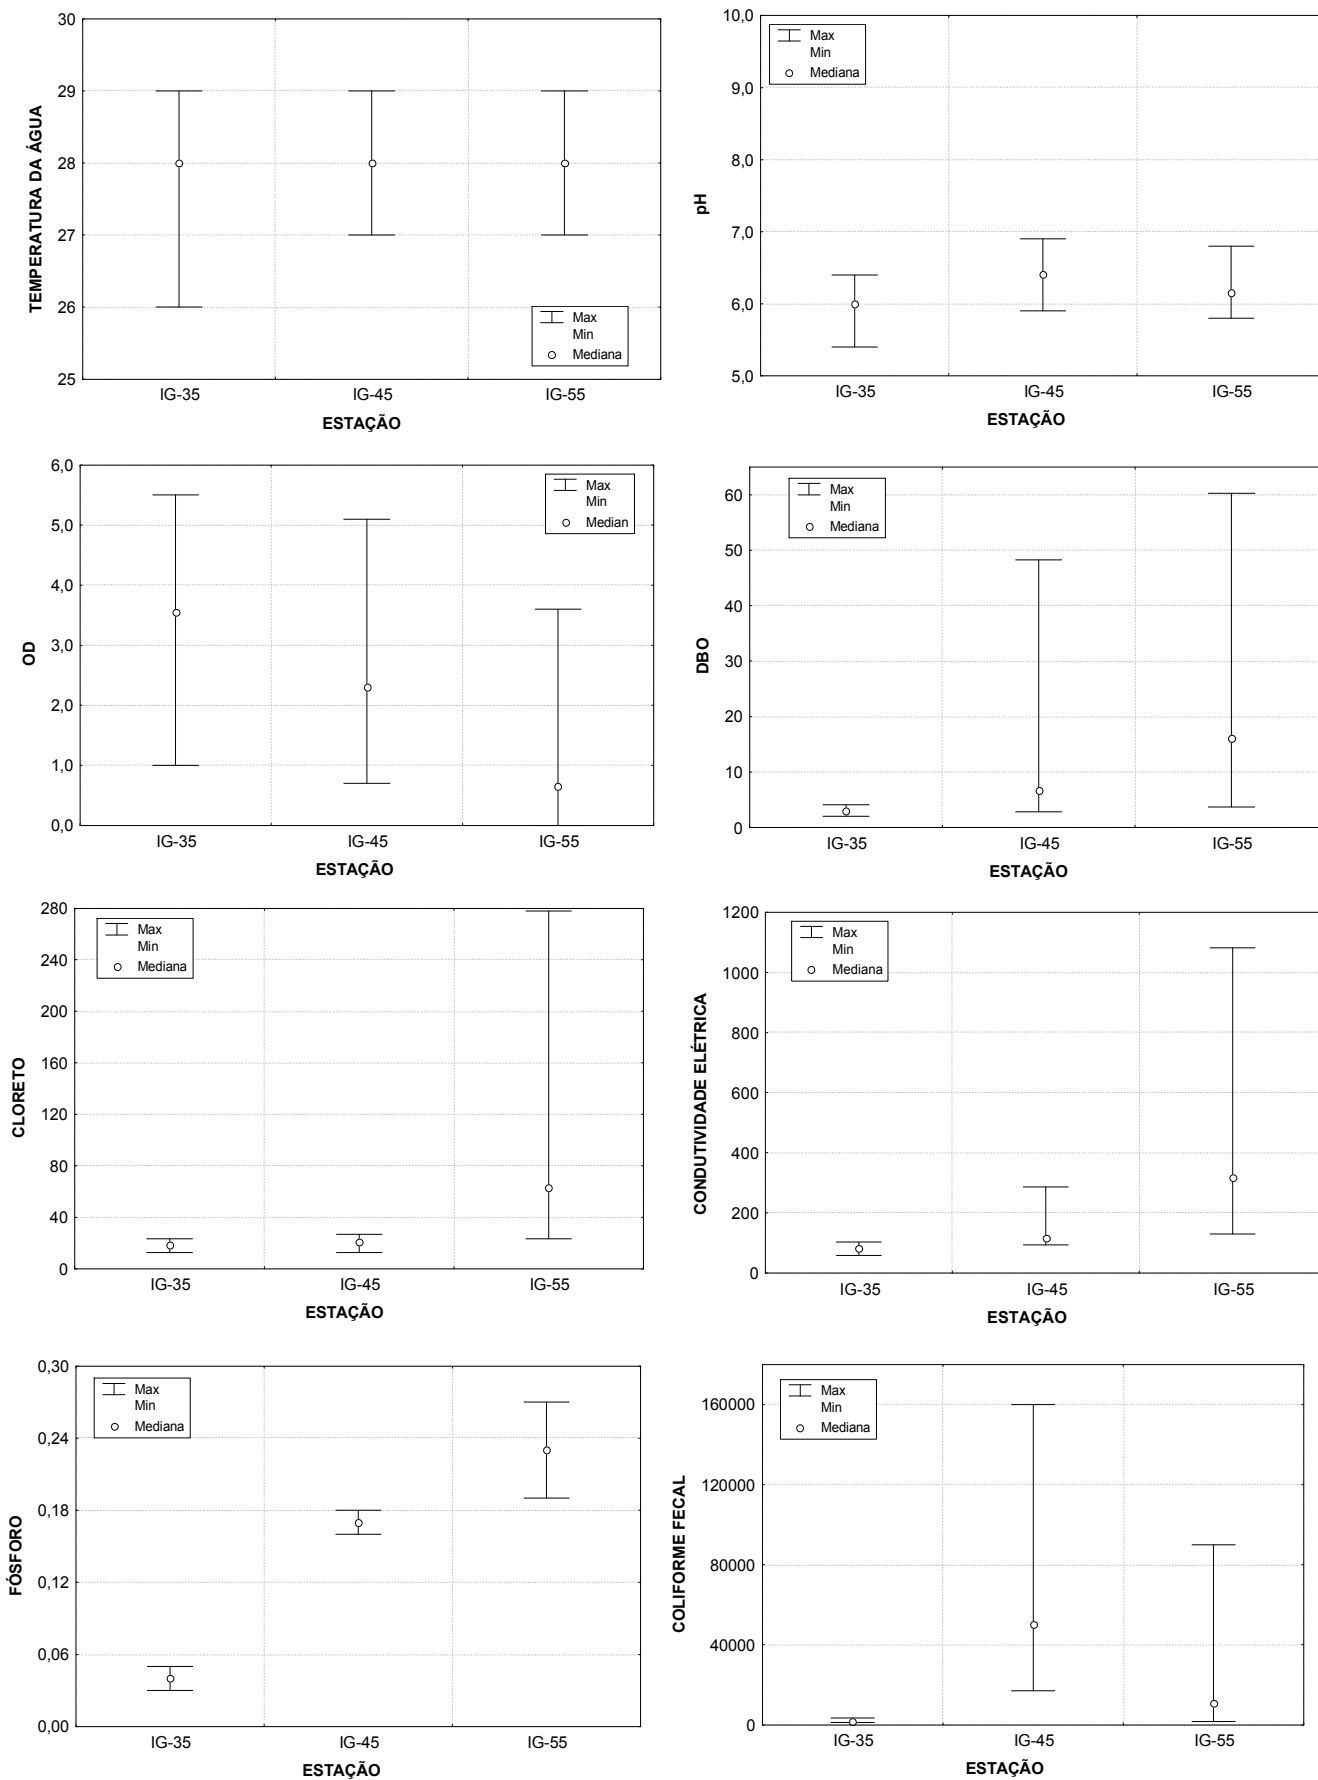 30
29
28
27
26
25
TEMPERATURA DA ÁGUA
Max
Min
Mediana
IG-35 IG-45 IG-55
ESTAÇÃO
10,0
9,0
8,0
7,0
6,0
5,0
pH
Max
Min
Mediana
IG-35 IG-45 IG-55
ESTAÇÃO
6,0
5,0
4,0
3,0
2,0
1,0
0,0
OD
Max
Min
Median
IG-35 IG-45 IG-55
ESTAÇÃO
60
50
40
30
20
10
0
DBO
Max
Min
Mediana
IG-35 IG-45 IG-55
ESTAÇÃO
280
240
200
160
120
80
40
0
CLORETO
Max
Min
Mediana
IG-35 IG-45 IG-55
ESTAÇÃO
1200
1000
800
600
400
200
0
CONDUTIVIDADE ELÉTRICA
Max
Min
Mediana
IG-35 IG-45 IG-55
ESTAÇÃO
0,30
0,24
0,18
0,12
0,06
0,00
FÓSFORO
Max
Min
Mediana
IG-35 IG-45 IG-55
ESTAÇÃO
160000
120000
80000
40000
0
COLIFORME FECAL
Max
Min
Mediana
IG-35 IG-45 IG-55
ESTAÇÃO